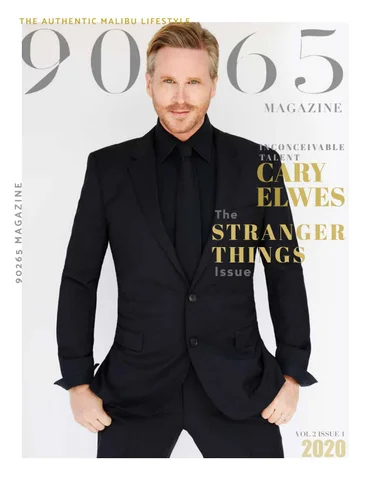 THE AUTHENTIC MALIBU LIFESTYLE
90265
MAGAZINE
INCONCEIVABLE
TALENT
CARY
ELWES
The
STRANGER
THINGS
Issue
90265 MAGAZINE
VOL 2 ISSUE 1
2020